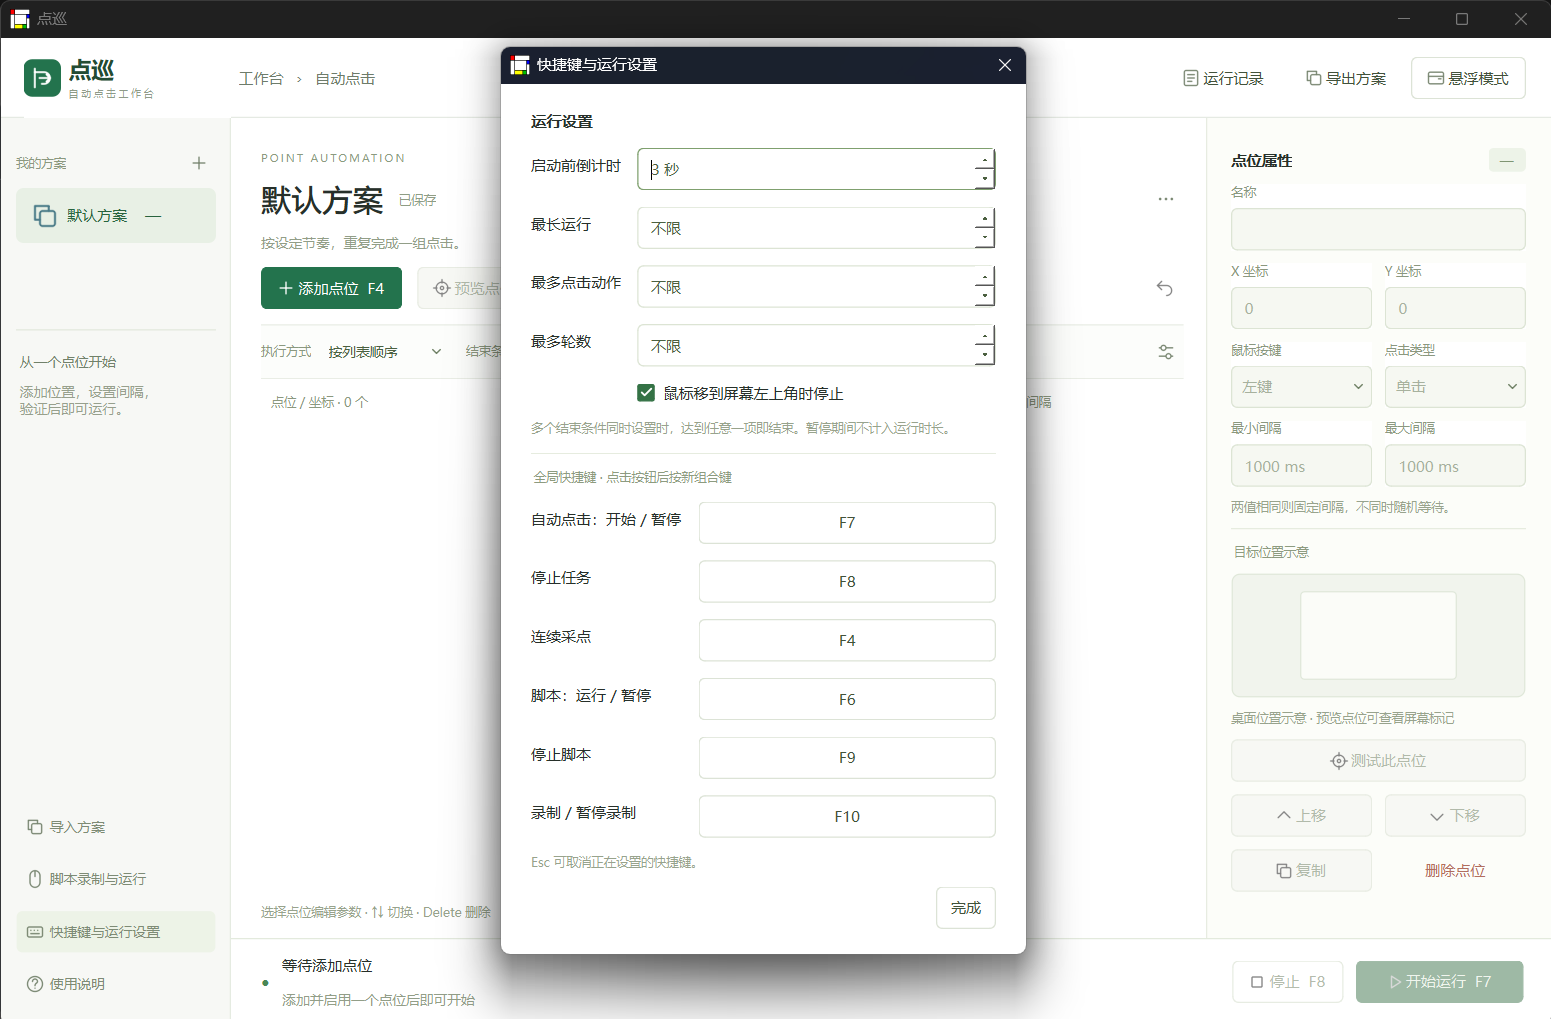 点巡
点巡
自动点击工作台
工作台 › 自动点击
运行记录
导出方案
悬浮模式
我的方案
默认方案 —
从一个点位开始
添加位置，设置间隔，
验证后即可运行。
导入方案
脚本录制与运行
快捷键与运行设置
使用说明
POINT AUTOMATION
默认方案 已保存
按设定节奏，重复完成一组点击。
添加点位 F4
预览点
执行方式 按列表顺序 结束条
点位 / 坐标 · 0 个
间隔
选择点位编辑参数 · ↑↓ 切换 · Delete 删除
等待添加点位
添加并启用一个点位后即可开始
停止 F8
开始运行 F7
快捷键与运行设置
运行设置
启动前倒计时 3 秒
最长运行 不限
最多点击动作 不限
最多轮数 不限
鼠标移到屏幕左上角时停止
多个结束条件同时设置时，达到任意一项即结束。暂停期间不计入运行时长。
全局快捷键 · 点击按钮后按新组合键
自动点击：开始 / 暂停 F7
停止任务 F8
连续采点 F4
脚本：运行 / 暂停 F6
停止脚本 F9
录制 / 暂停录制 F10
Esc 可取消正在设置的快捷键。
完成
点位属性 —
名称
X 坐标 Y 坐标
0 0
鼠标按键 点击类型
左键 单击
最小间隔 最大间隔
1000 ms 1000 ms
两值相同则固定间隔，不同时随机等待。
目标位置示意
桌面位置示意 · 预览点位可查看屏幕标记
测试此点位
上移 下移
复制 删除点位